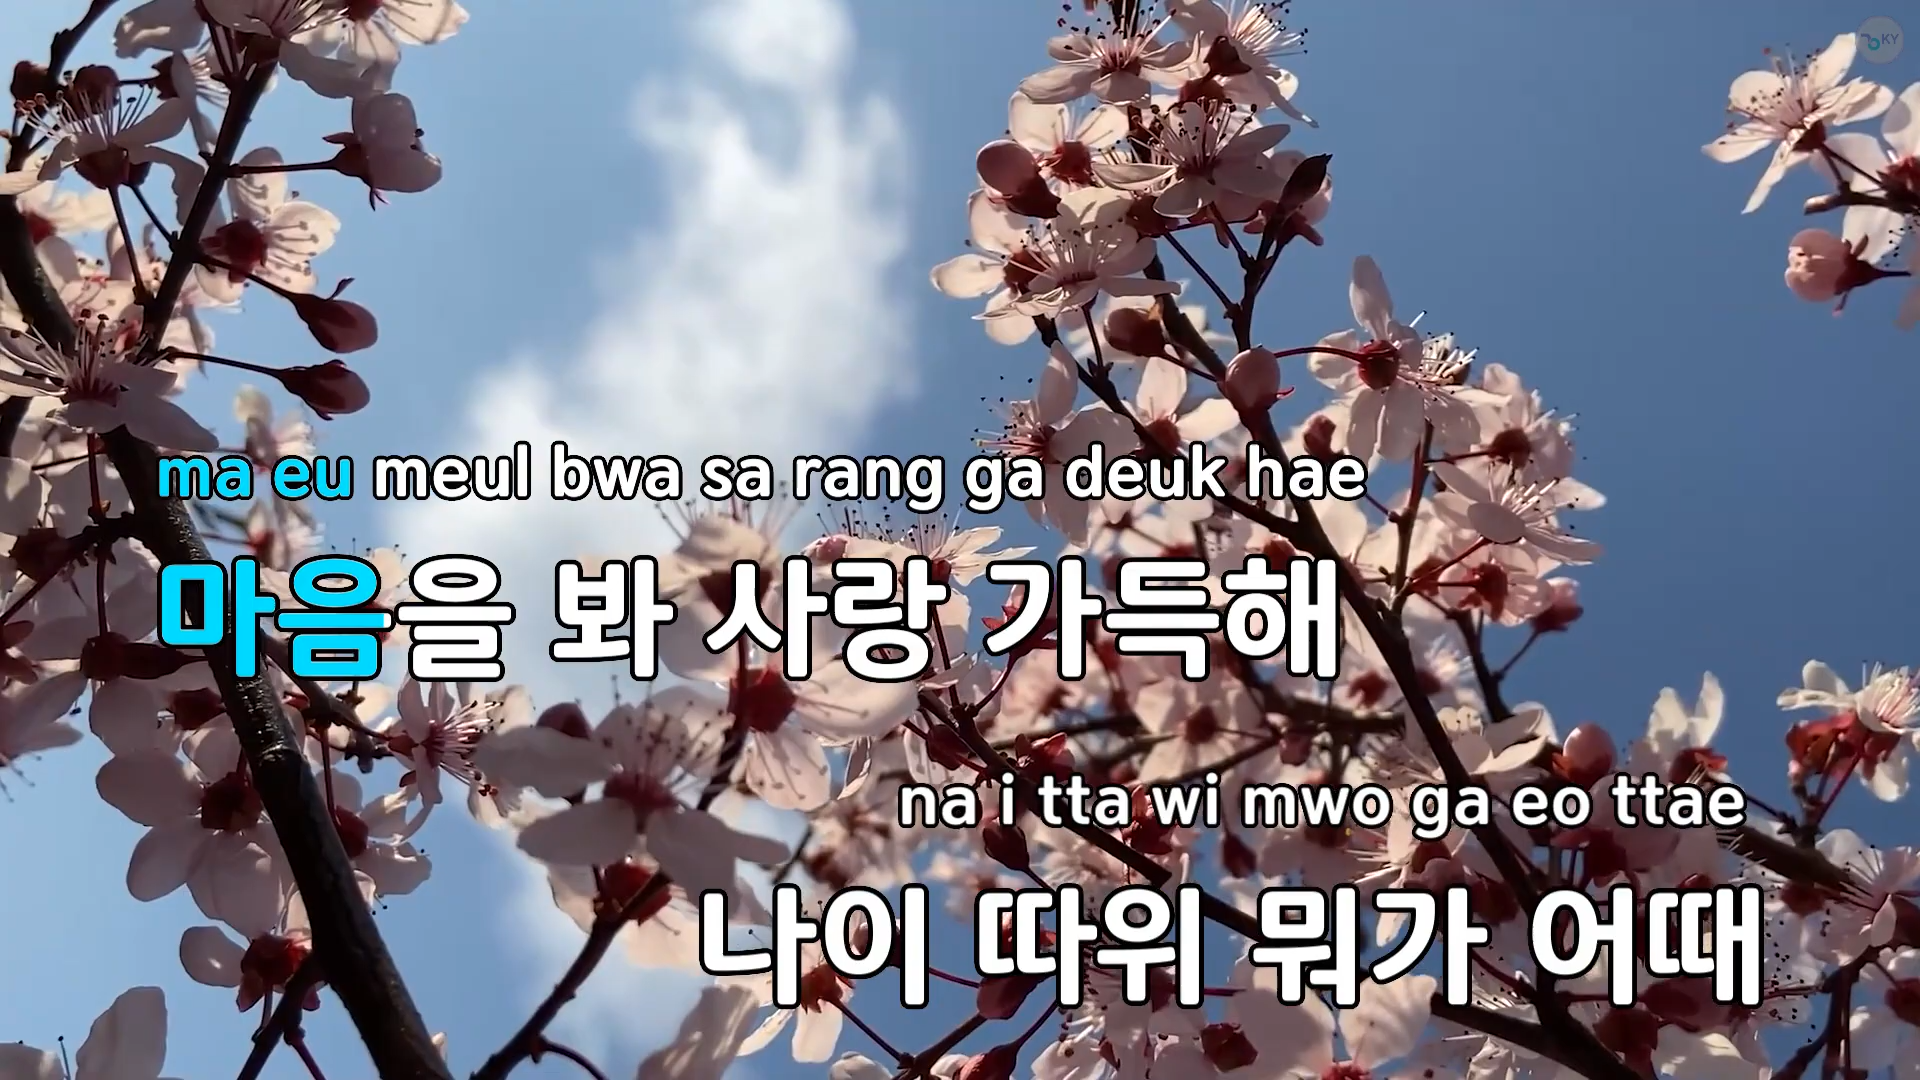 KY
ma eu meul bwa sa rang ga deuk hae
마음을 봐 사랑 가득해
na i tta wi mwo ga eo ttae
나이 따위 뭐가 어때